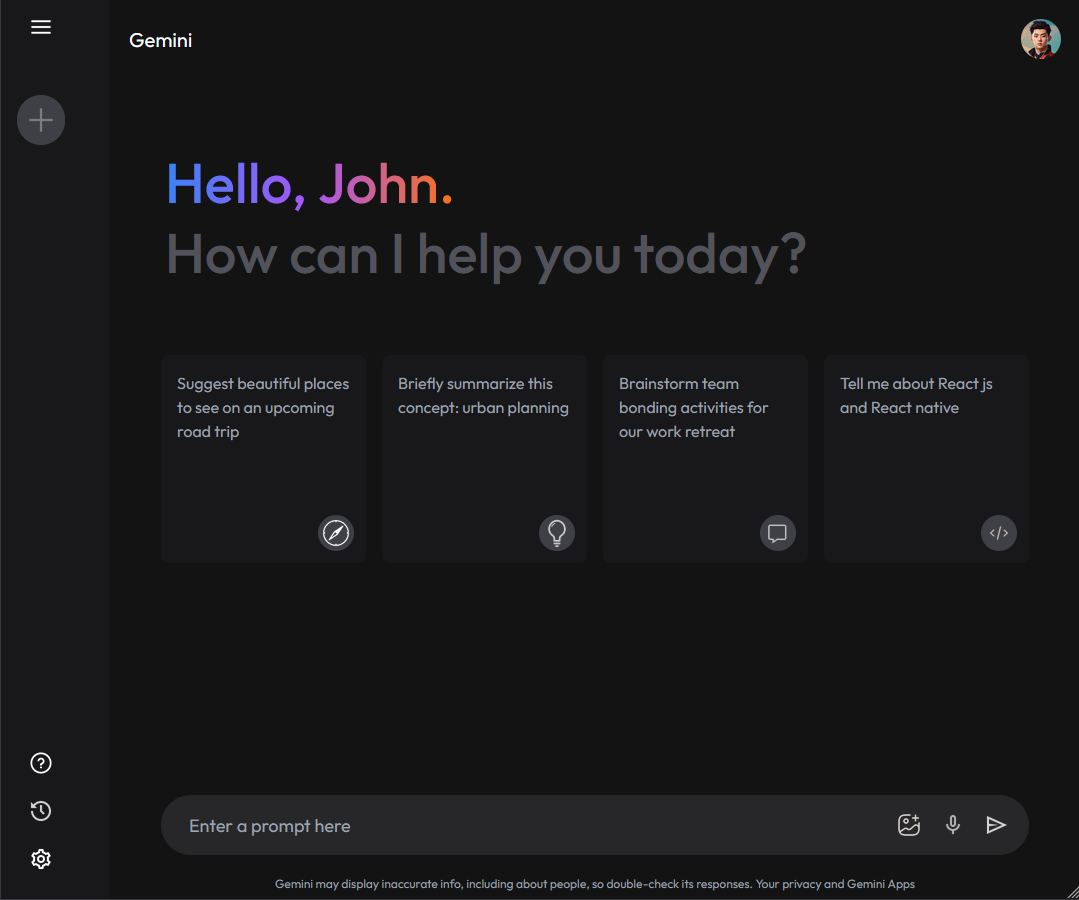 Gemini
Hello, John.
How can I help you today?
Suggest beautiful places
to see on an upcoming
road trip
Briefly summarize this
concept: urban planning
Brainstorm team
bonding activities for
our work retreat
Tell me about React js
and React native
Enter a prompt here
Gemini may display inaccurate info, including about people, so double-check its responses. Your privacy and Gemini Apps